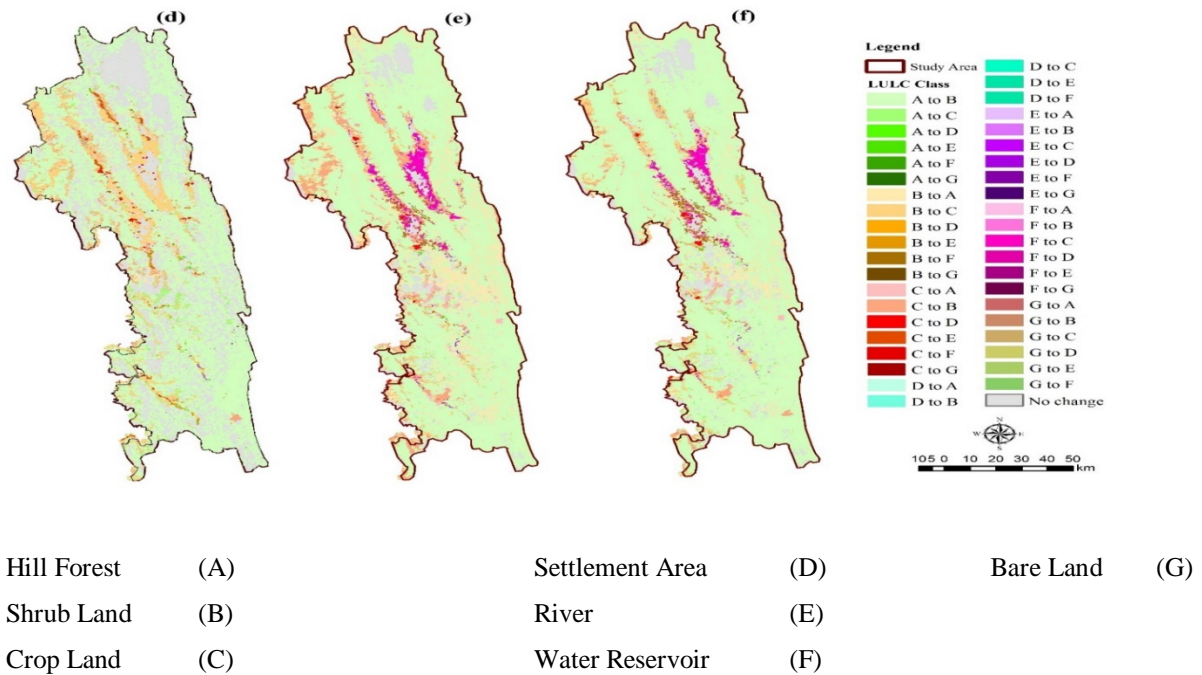 (d) (e) (f)
Legend
Study Area
LULC Class
A to B
A to C
A to D
A to E
A to F
A to G
B to A
B to C
B to D
B to E
B to F
B to G
C to A
C to B
C to D
C to E
C to F
C to G
D to A
D to B
D to C
D to E
D to F
E to A
E to B
E to C
E to D
E to F
E to G
F to A
F to B
F to C
F to D
F to E
F to G
G to A
G to B
G to C
G to D
G to E
G to F
No change
N
W E
S
105 0 10 20 30 40 50
km
Hill Forest (A) Settlement Area (D) Bare Land (G)
Shrub Land (B) River (E)
Crop Land (C) Water Reservoir (F)